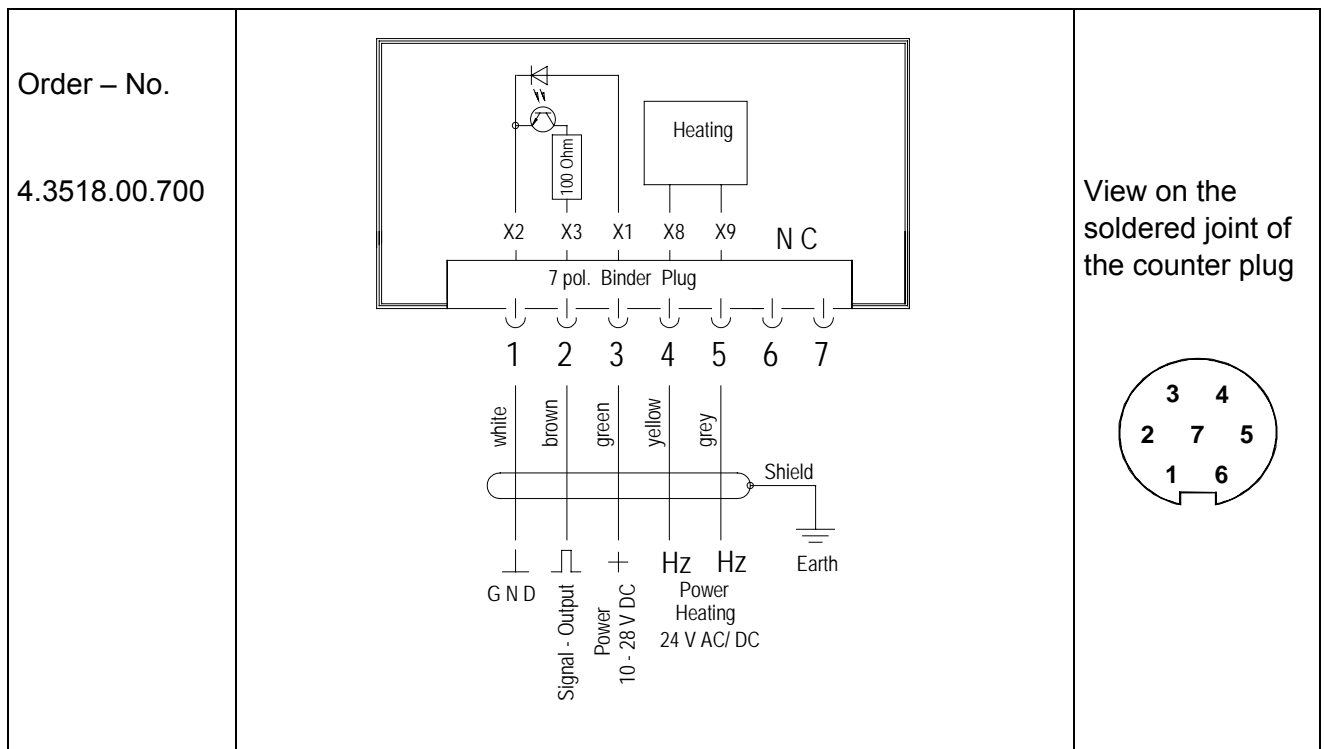 Order – No.
4.3518.00.700
100 Ohm
Heating
X2 X3 X1 X8 X9 N C
7 pol. Binder Plug
1 2 3 4 5 6 7
white
brown
green
yellow
grey
Shield
Earth
G N D
Signal - Output
Power
10 - 28 V DC
Hz Hz
Power
Heating
24 V AC/ DC
View on the
soldered joint of
the counter plug
3 4
2 7 5
1 6